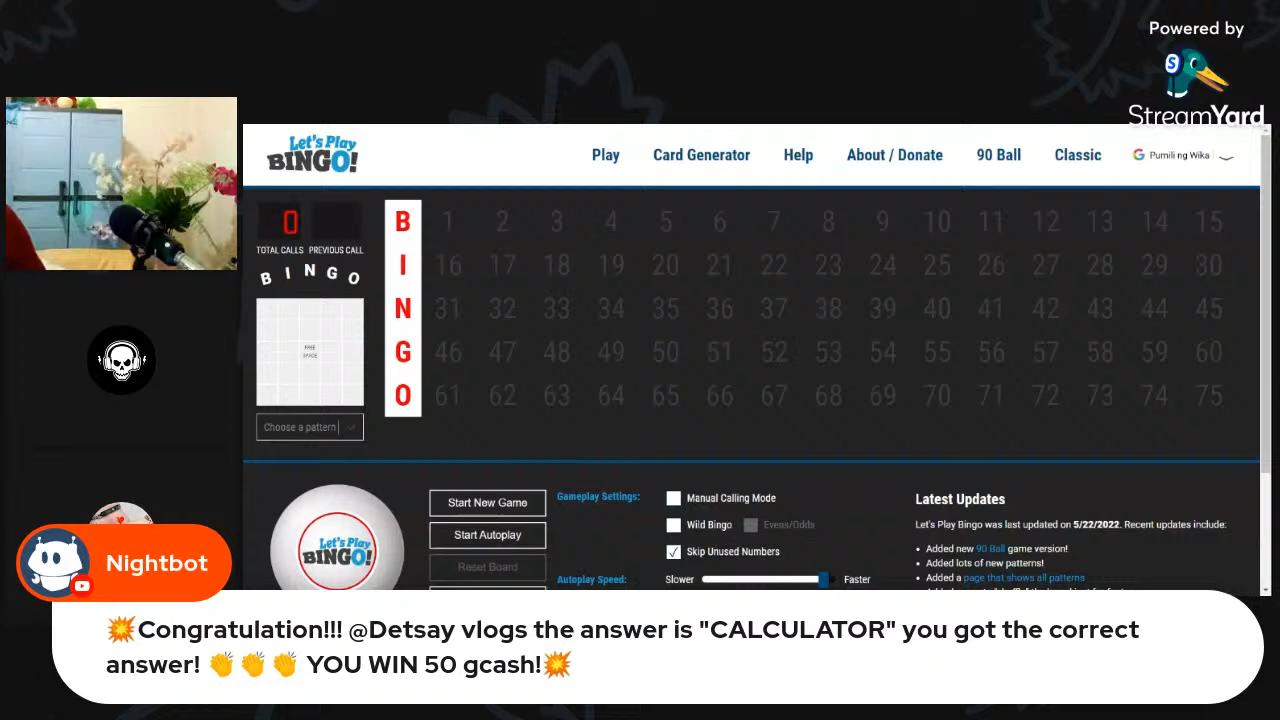 Powered by
StreamYard
Let's Play
BINGO!
Play
Card Generator
Help
About / Donate
90 Ball
Classic
G Pumili ng Wika
0
TOTAL CALLS PREVIOUS CALL
B I N G O
FREE
SPACE
Choose a pattern
B 1 2 3 4 5 6 7 8 9 10 11 12 13 14 15
I 16 17 18 19 20 21 22 23 24 25 26 27 28 29 30
N 31 32 33 34 35 36 37 38 39 40 41 42 43 44 45
G 46 47 48 49 50 51 52 53 54 55 56 57 58 59 60
O 61 62 63 64 65 66 67 68 69 70 71 72 73 74 75
Let's Play
BINGO!
Start New Game
Start Autoplay
Reset Board
Gameplay Settings:
Manual Calling Mode
Wild Bingo Evens/Odds
Skip Unused Numbers
Autoplay Speed:
Slower Faster
Latest Updates
Let's Play Bingo was last updated on 5/22/2022. Recent updates include:
• Added new 90 Ball game version!
• Added lots of new patterns!
• Added a page that shows all patterns
Nightbot
💥Congratulation!!! @Detsay vlogs the answer is "CALCULATOR" you got the correct
answer! 👏👏👏 YOU WIN 50 gcash!💥